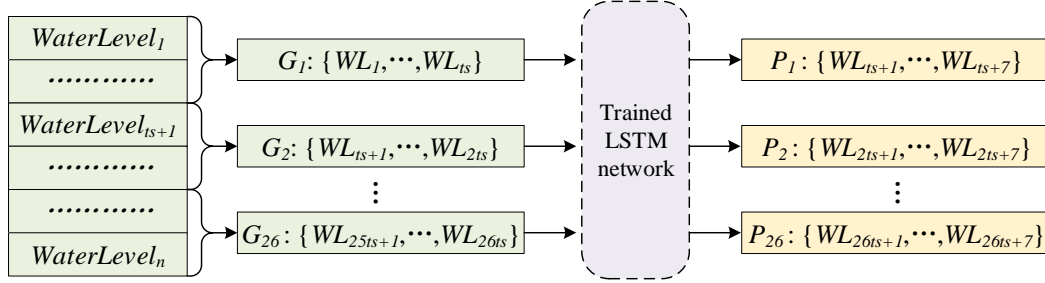 WaterLevel₁
…………
WaterLevelₜₛ₊₁
…………
…………
WaterLevelₙ
G₁: {WL₁,⋯,WLₜₛ}
G₂: {WLₜₛ₊₁,⋯,WL₂ₜₛ}
⋮
G₂₆: {WL₂₅ₜₛ₊₁,⋯,WL₂₆ₜₛ}
Trained
LSTM
network
P₁: {WLₜₛ₊₁,⋯,WLₜₛ₊₇}
P₂: {WL₂ₜₛ₊₁,⋯,WL₂ₜₛ₊₇}
⋮
P₂₆: {WL₂₆ₜₛ₊₁,⋯,WL₂₆ₜₛ₊₇}